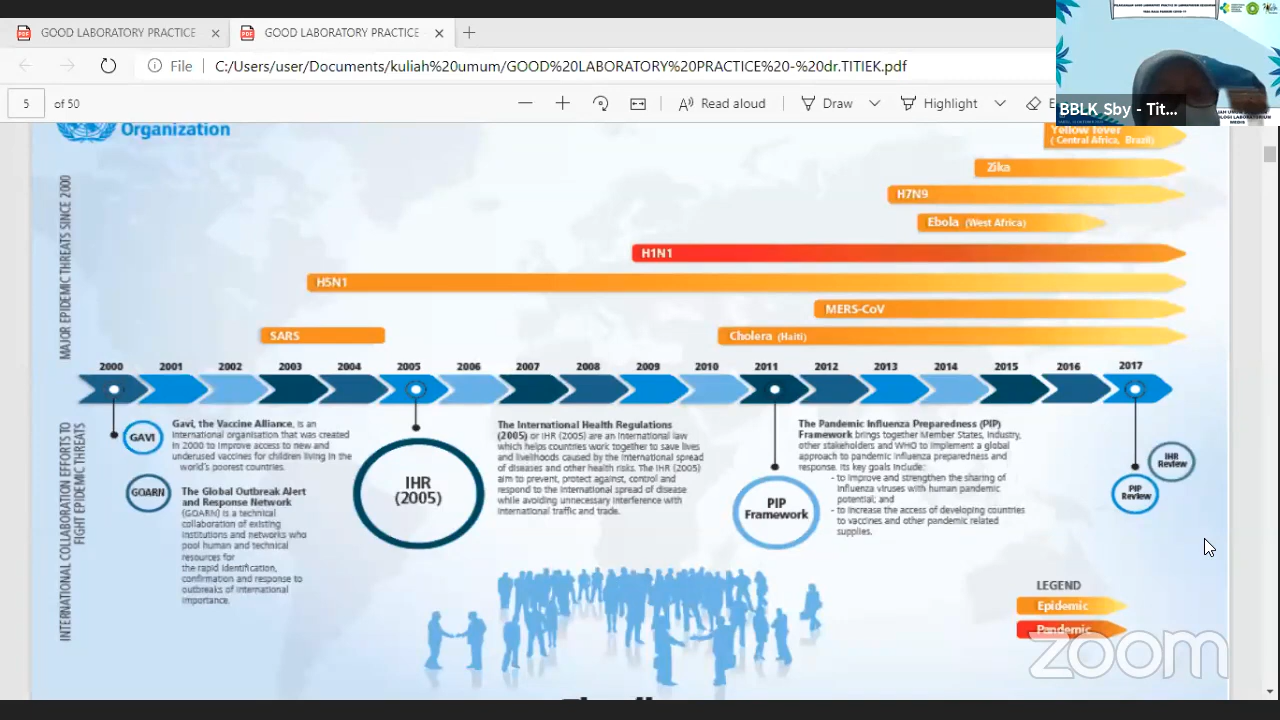 GOOD LABORATORY PRACTICE
GOOD LABORATORY PRACTICE
File
C:/Users/user/Documents/kuliah%20umum/GOOD%20LABORATORY%20PRACTICE%20-%20dr.TITIEK.pdf
5
of 50
Read aloud
Draw
Highlight
BBLK Sby - Tit...
Organization
MAJOR EPIDEMIC THREATS SINCE 2000
Yellow fever
( Central Africa, Brazil)
Zika
H7N9
Ebola (West Africa)
H1N1
H5N1
MERS-CoV
SARS
Cholera (Haiti)
2000 2001 2002 2003 2004 2005 2006 2007 2008 2009 2010 2011 2012 2013 2014 2015 2016 2017
INTERNATIONAL COLLABORATION EFFORTS TO
FIGHT EPIDEMIC THREATS
GAVI
Gavi, the Vaccine Alliance, is an
international organisation that was created
in 2000 to improve access to new and
underused vaccines for children living in the
world's poorest countries.
GOARN
The Global Outbreak Alert
and Response Network
(GOARN) is a technical
collaboration of existing
institutions and networks who
pool human and technical
resources for
the rapid identification,
confirmation and response to
outbreaks of international
importance.
IHR
(2005)
The International Health Regulations
(2005) or IHR (2005) are an international law
which helps countries work together to save lives
and livelihoods caused by the international spread
of diseases and other health risks. The IHR (2005)
aim to prevent, protect against, control and
respond to the international spread of disease
while avoiding unnecessary interference with
international traffic and trade.
PIP
Framework
The Pandemic Influenza Preparedness (PIP)
Framework brings together Member States, industry,
other stakeholders and WHO to implement a global
approach to pandemic influenza preparedness and
response. Its key goals include:
- to improve and strengthen the sharing of
influenza viruses with human pandemic
potential; and
- to increase the access of developing countries
to vaccines and other pandemic related
supplies.
IHR
Review
PIP
Review
LEGEND
Epidemic
Pandemic
zoom